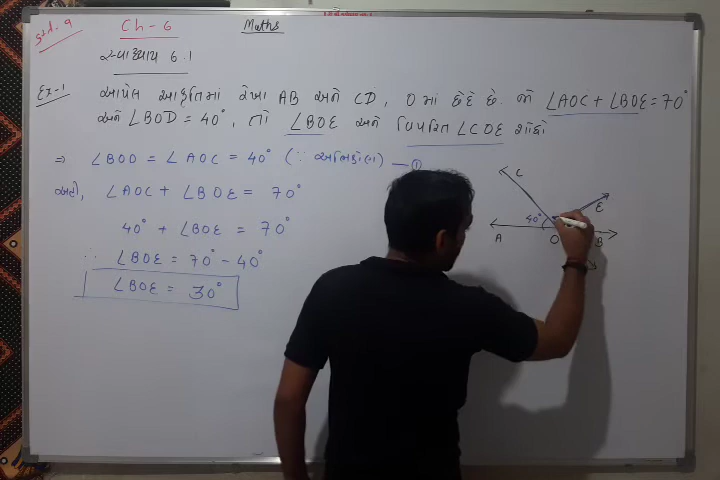 Std. 9
Ch - 6
Maths
સ્વાધ્યાય 6.1
Ex-1 આપેલ આકૃતિમાં રેખા AB અને CD, O માં છેદે છે. જો ∠AOC + ∠BOE = 70°
અને ∠BOD = 40°, તો ∠BOE અને વિપરિત ∠COE શોધો
⇒ ∠BOD = ∠AOC = 40° (∵ અભિકોણો) — ①
અહી, ∠AOC + ∠BOE = 70°
40° + ∠BOE = 70°
∴ ∠BOE = 70° - 40°
∠BOE = 30°
C
E
40°
A
O
B